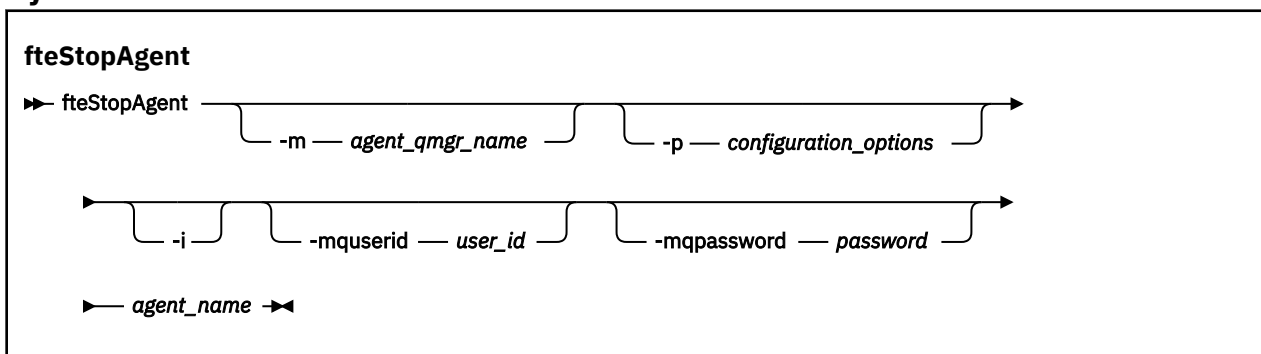 fteStopAgent
fteStopAgent
-m agent_qmgr_name -p configuration_options
-i -mquserid user_id -mqpassword password
agent_name